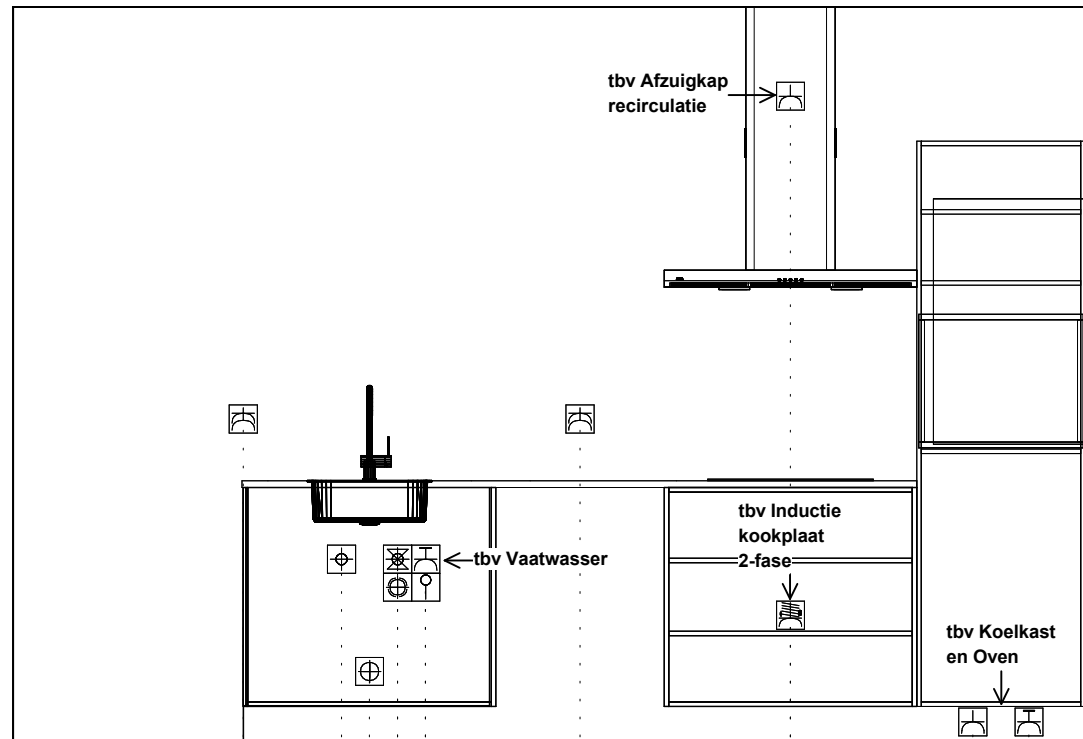 tbv Afzuigkap
recirculatie
tbv Inductie
kookplaat
2-fase
tbv Vaatwasser
tbv Koelkast
en Oven